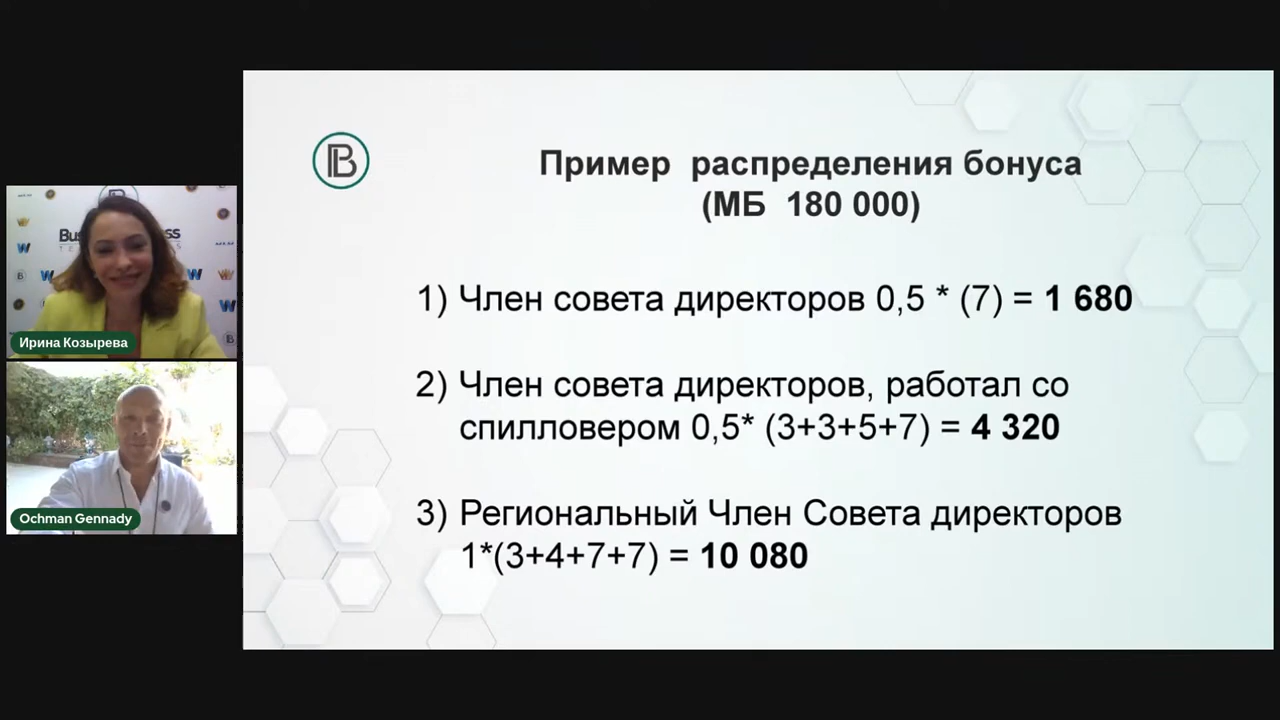 Пример распределения бонуса
(МБ 180 000)
1) Член совета директоров 0,5 * (7) = 1 680
2) Член совета директоров, работал со
спилловером 0,5* (3+3+5+7) = 4 320
3) Региональный Член Совета директоров
1*(3+4+7+7) = 10 080
Ирина Козырева
Ochman Gennady